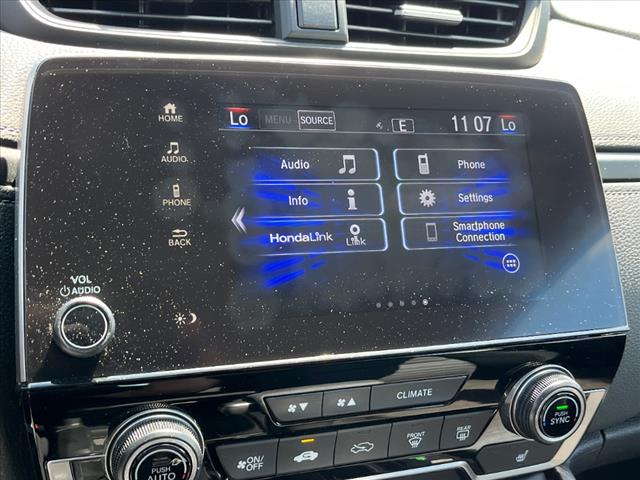 Lo MENU SOURCE E 11 07 Lo
HOME
AUDIO
PHONE
BACK
Audio
Phone
Info
Settings
HondaLink
Link
Smartphone
Connection
VOL
AUDIO
CLIMATE
ON/
OFF
FRONT
REAR
PUSH
AUTO
PUSH
SYNC